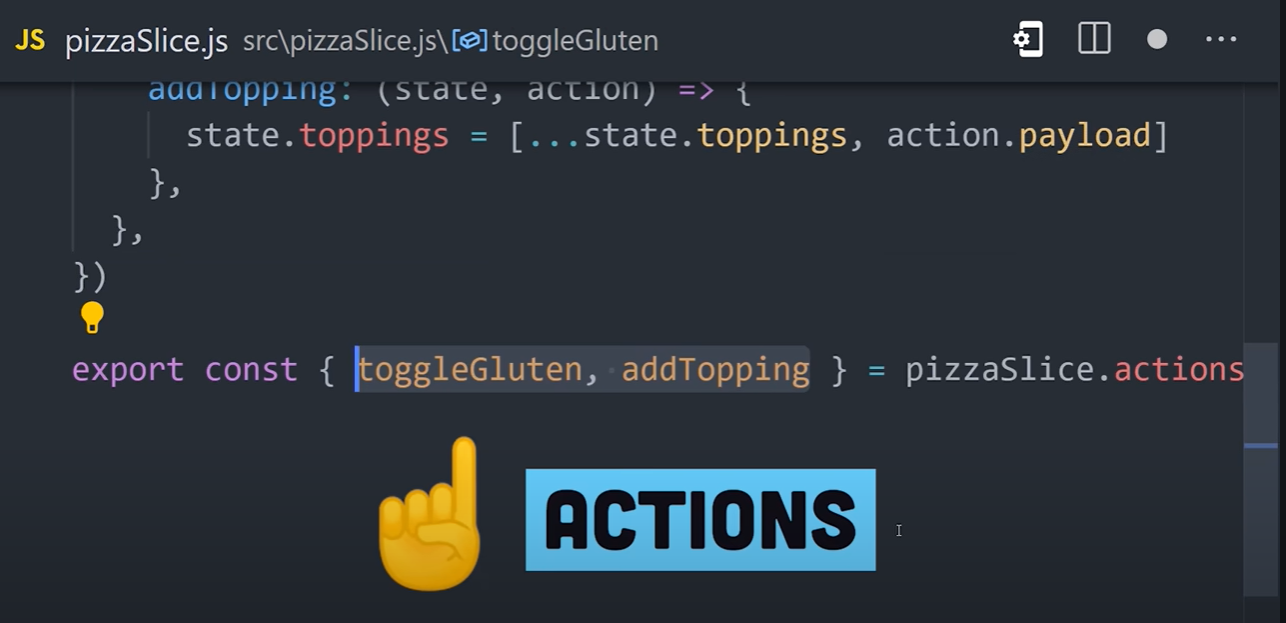 JS pizzaSlice.js src\pizzaSlice.js\toggleGluten
addTopping: (state, action) => {
state.toppings = [...state.toppings, action.payload]
},
},
})
export const { toggleGluten, addTopping } = pizzaSlice.actions
ACTIONS